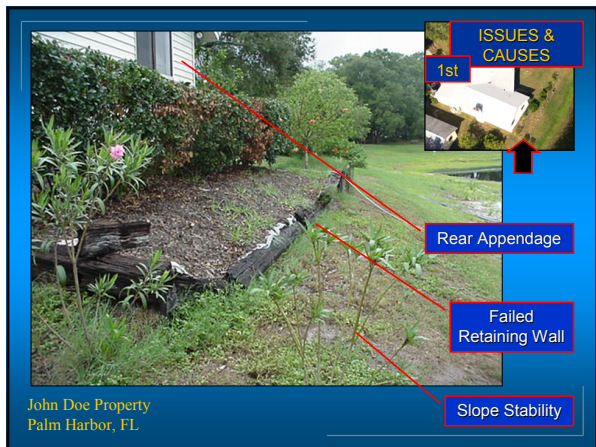 ISSUES &
CAUSES
1st
Rear Appendage
Failed
Retaining Wall
Slope Stability
John Doe Property
Palm Harbor, FL